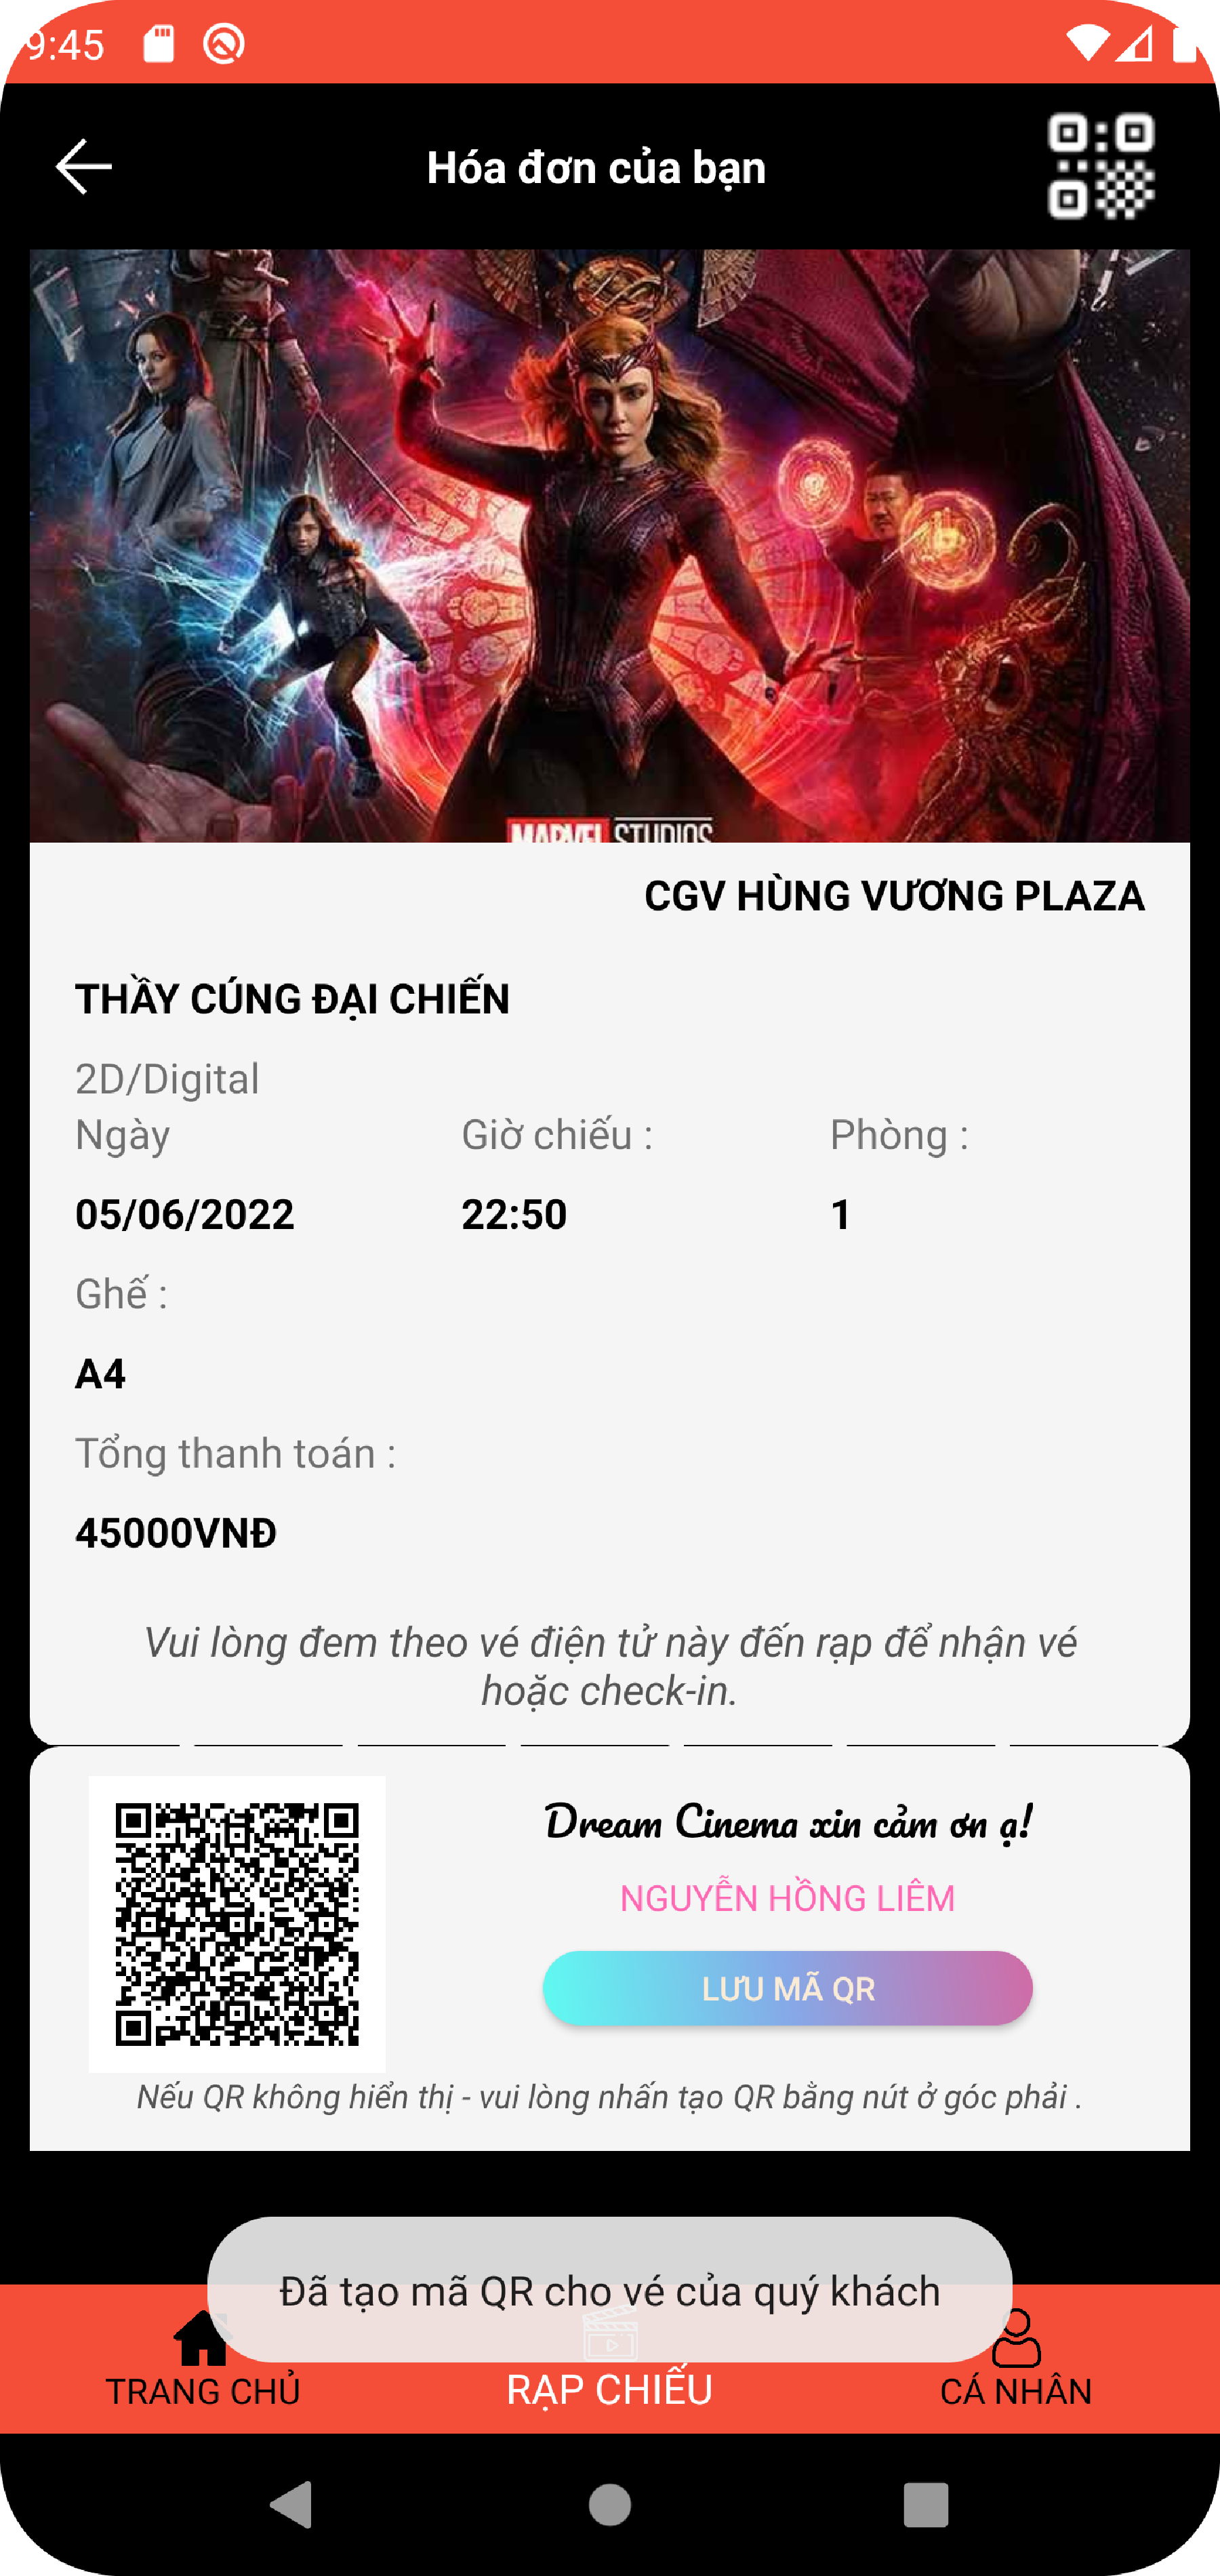 9:45
Hóa đơn của bạn
MARVEL STUDIOS
CGV HÙNG VƯƠNG PLAZA
THẦY CÚNG ĐẠI CHIẾN
2D/Digital
Ngày Giờ chiếu : Phòng :
05/06/2022 22:50 1
Ghế :
A4
Tổng thanh toán :
45000VNĐ
Vui lòng đem theo vé điện tử này đến rạp để nhận vé
hoặc check-in.
Dream Cinema xin cảm ơn ạ!
NGUYỄN HỒNG LIÊM
LƯU MÃ QR
Nếu QR không hiển thị - vui lòng nhấn tạo QR bằng nút ở góc phải .
Đã tạo mã QR cho vé của quý khách
TRANG CHỦ RẠP CHIẾU CÁ NHÂN